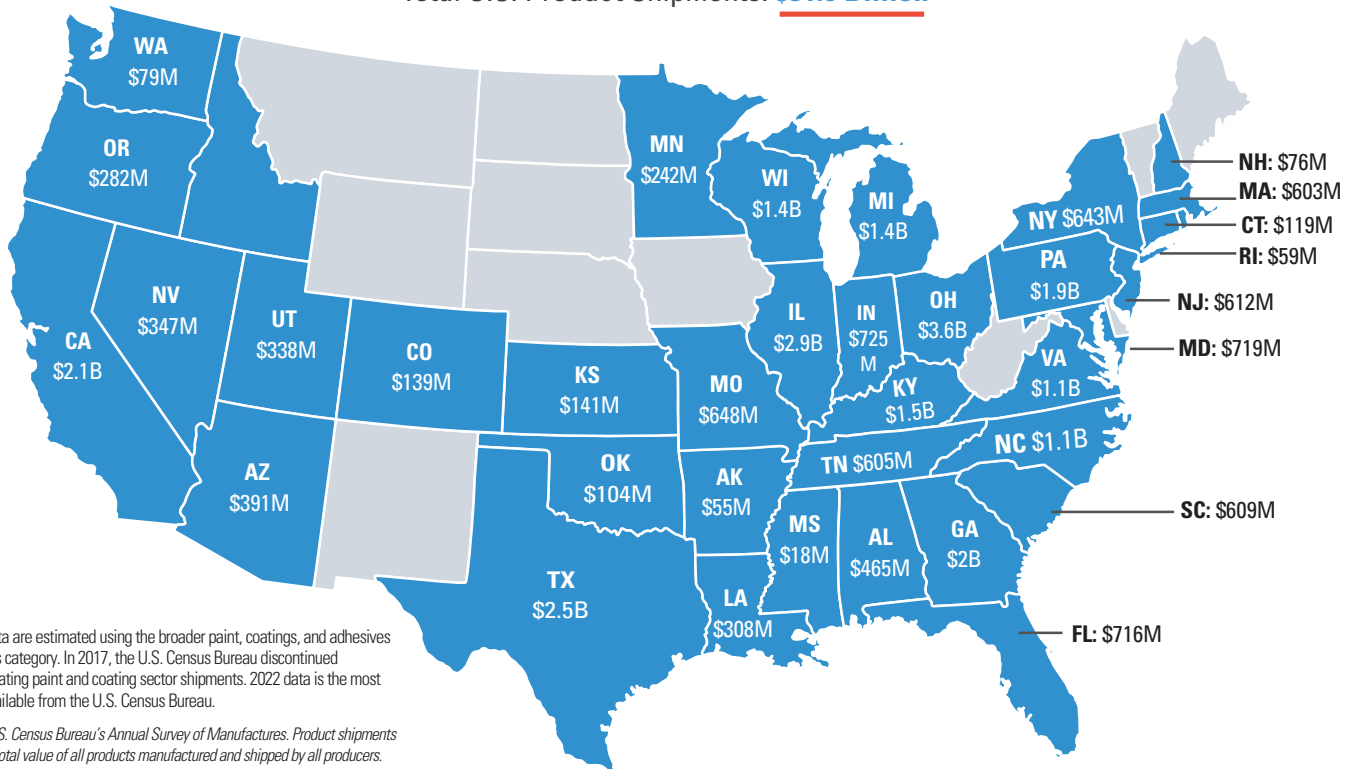 Total U.S. Product Shipments:
WA
$79M
OR
$282M
MN
$242M
WI
$1.4B
MI
$1.4B
NY $643M
NH: $76M
MA: $603M
CT: $119M
RI: $59M
PA
$1.9B
NJ: $612M
MD: $719M
NV
$347M
UT
$338M
CA
$2.1B
CO
$139M
KS
$141M
MO
$648M
IL
$2.9B
IN
$725
M
OH
$3.6B
KY
$1.5B
VA
$1.1B
NC $1.1B
TN $605M
AZ
$391M
OK
$104M
AK
$55M
MS
$18M
AL
$465M
GA
$2B
SC: $609M
TX
$2.5B
LA
$308M
FL: $716M
are estimated using the broader paint, coatings, and adhesives
category. In 2017, the U.S. Census Bureau discontinued
paint and coating sector shipments. 2022 data is the most
from the U.S. Census Bureau.
Census Bureau's Annual Survey of Manufactures. Product shipments
value of all products manufactured and shipped by all producers.